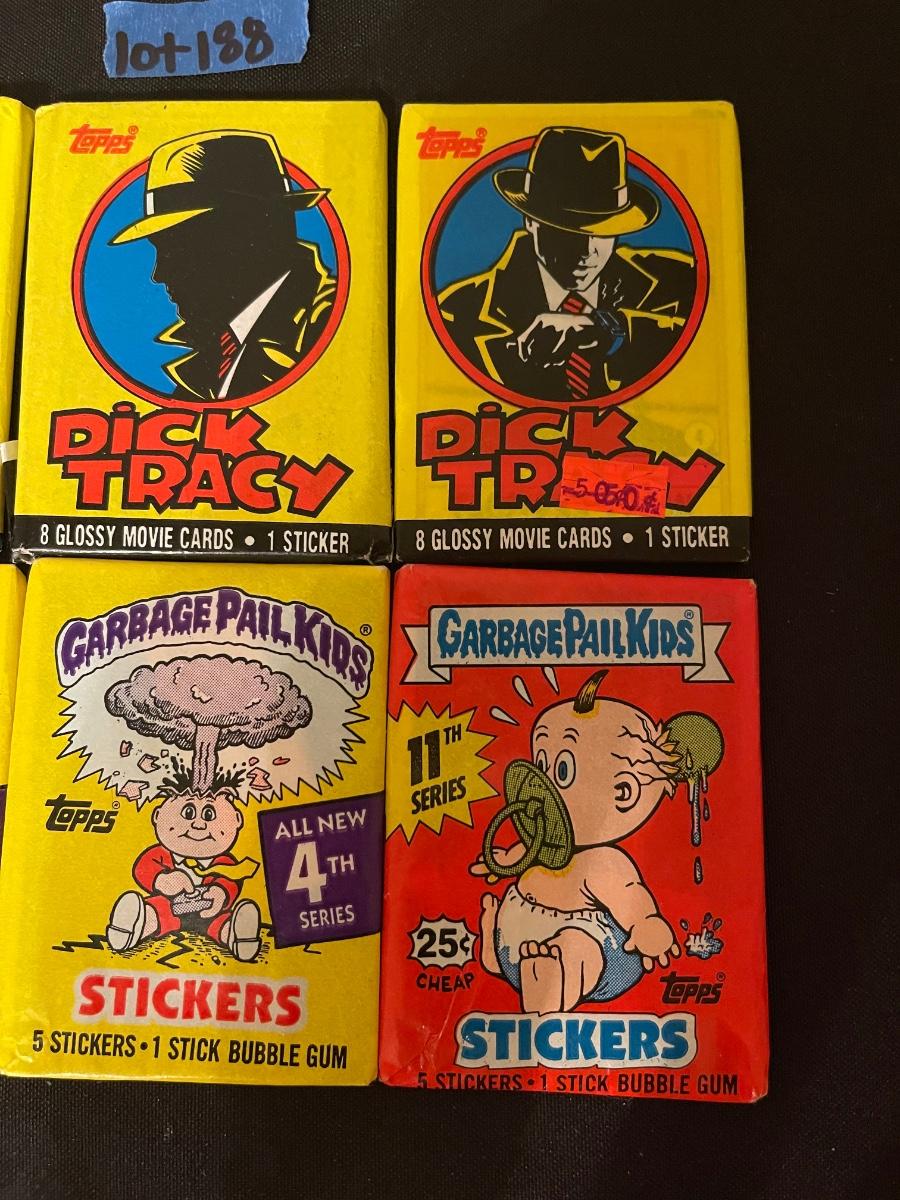 lot 188
Topps®
DiCK
TRACY
8 GLOSSY MOVIE CARDS • 1 STICKER
Topps®
DiCK
TRACY
8 GLOSSY MOVIE CARDS • 1 STICKER
GARBAGE PAIL KIDS®
Topps®
ALL NEW
4TH
SERIES
STICKERS
5 STICKERS • 1 STICK BUBBLE GUM
GARBAGE PAIL KIDS®
11TH
SERIES
25¢
CHEAP
Topps®
STICKERS
5 STICKERS • 1 STICK BUBBLE GUM